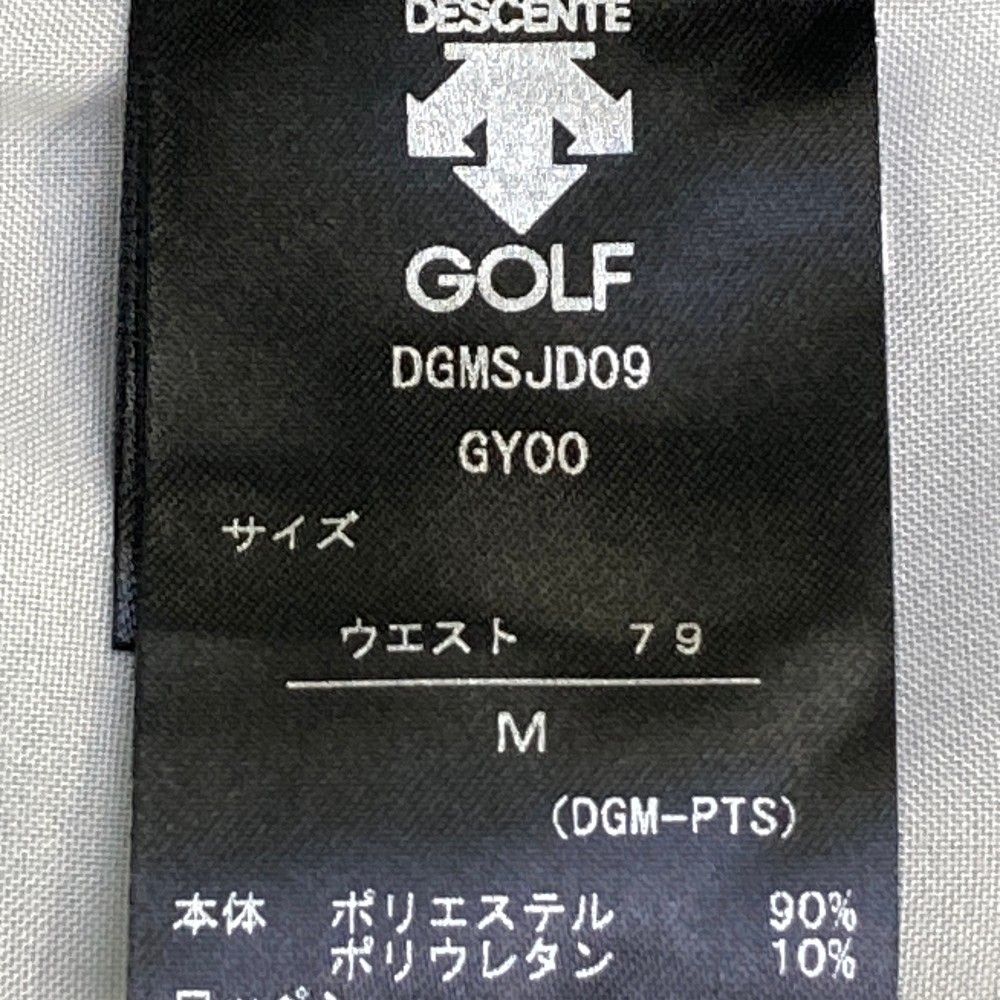 DESCENTE
GOLF
DGMSJD09
GY00
サイズ
ウエスト 79
M
(DGM-PTS)
本体 ポリエステル 90%
ポリウレタン 10%